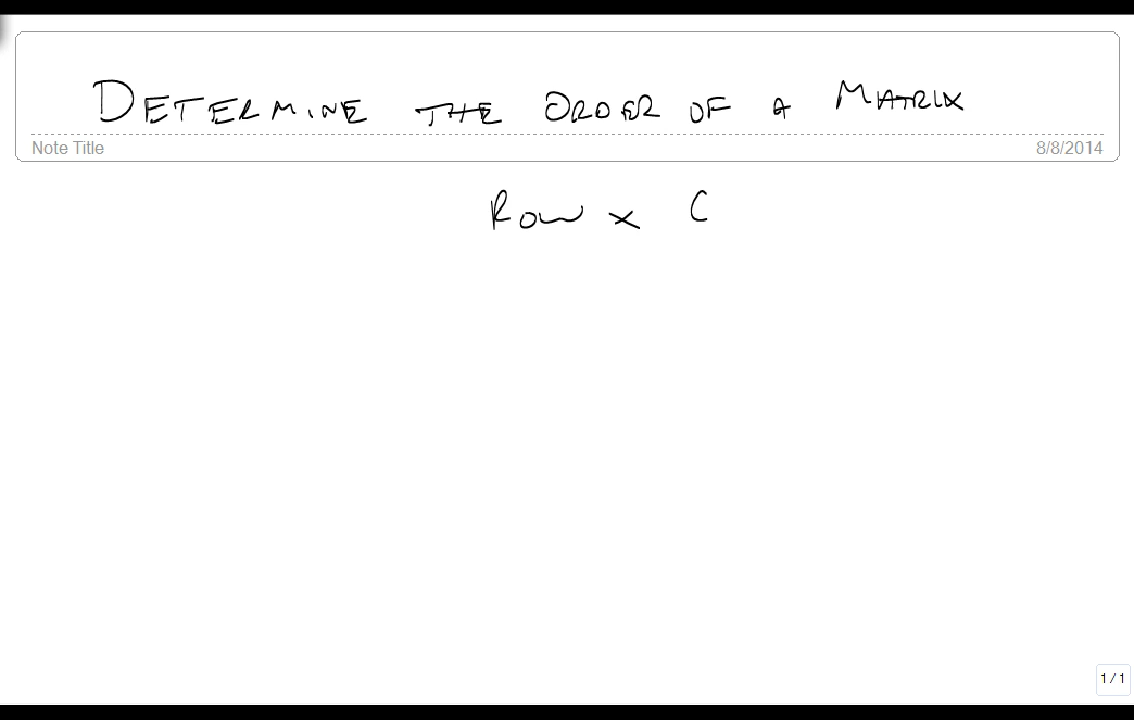 DETERMINE THE ORDER OF A MATRIX
Note Title 8/8/2014
Row x C
1/1